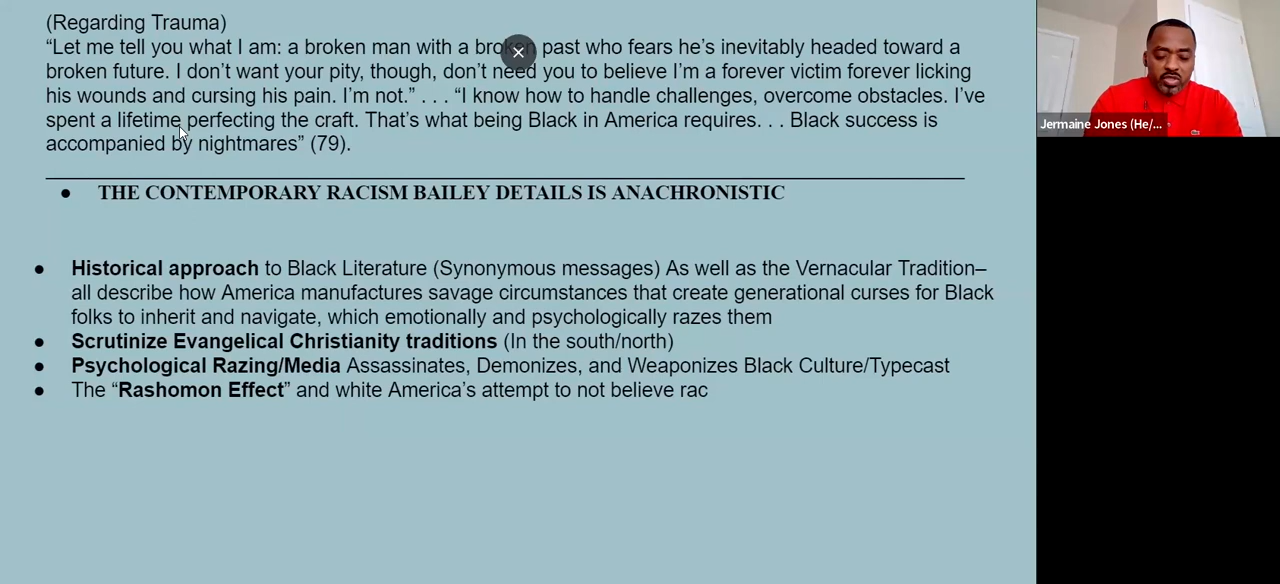 (Regarding Trauma)
“Let me tell you what I am: a broken man with a broken past who fears he’s inevitably headed toward a
broken future. I don’t want your pity, though, don’t need you to believe I’m a forever victim forever licking
his wounds and cursing his pain. I’m not.” . . . “I know how to handle challenges, overcome obstacles. I’ve
spent a lifetime perfecting the craft. That’s what being Black in America requires. . . Black success is
accompanied by nightmares” (79).
● THE CONTEMPORARY RACISM BAILEY DETAILS IS ANACHRONISTIC
● Historical approach to Black Literature (Synonymous messages) As well as the Vernacular Tradition–
all describe how America manufactures savage circumstances that create generational curses for Black
folks to inherit and navigate, which emotionally and psychologically razes them
● Scrutinize Evangelical Christianity traditions (In the south/north)
● Psychological Razing/Media Assassinates, Demonizes, and Weaponizes Black Culture/Typecast
● The “Rashomon Effect” and white America’s attempt to not believe rac
Jermaine Jones (He/...